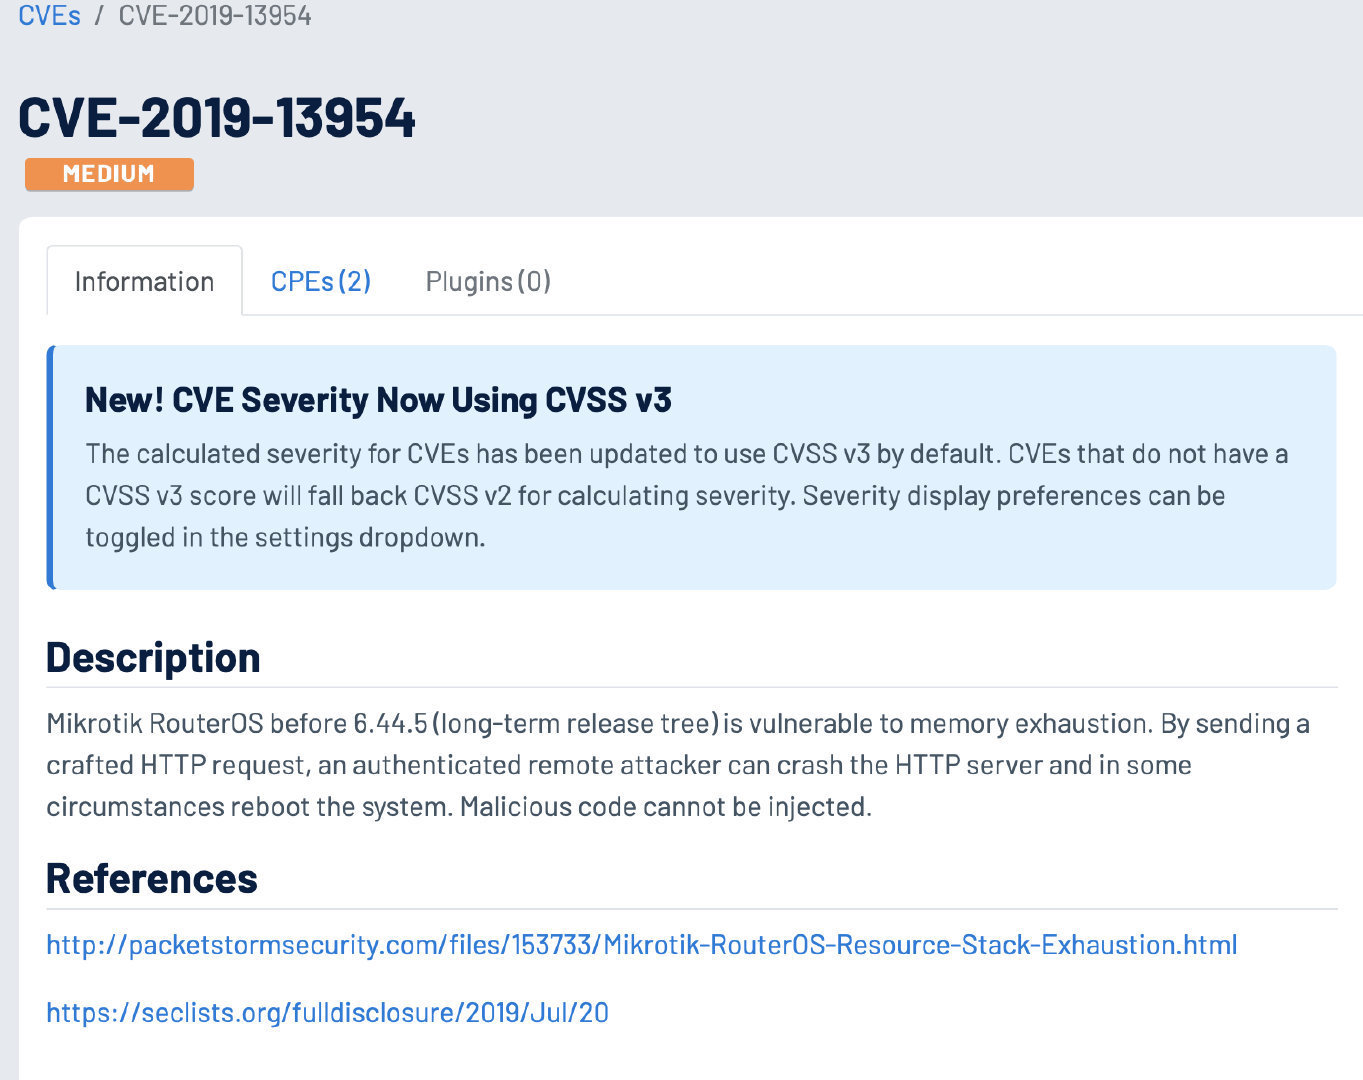 CVEs / CVE-2019-13954
CVE-2019-13954
MEDIUM
Information CPEs (2) Plugins (0)
New! CVE Severity Now Using CVSS v3
The calculated severity for CVEs has been updated to use CVSS v3 by default. CVEs that do not have a
CVSS v3 score will fall back CVSS v2 for calculating severity. Severity display preferences can be
toggled in the settings dropdown.
Description
Mikrotik RouterOS before 6.44.5 (long-term release tree) is vulnerable to memory exhaustion. By sending a
crafted HTTP request, an authenticated remote attacker can crash the HTTP server and in some
circumstances reboot the system. Malicious code cannot be injected.
References
http://packetstormsecurity.com/files/153733/Mikrotik-RouterOS-Resource-Stack-Exhaustion.html
https://seclists.org/fulldisclosure/2019/Jul/20